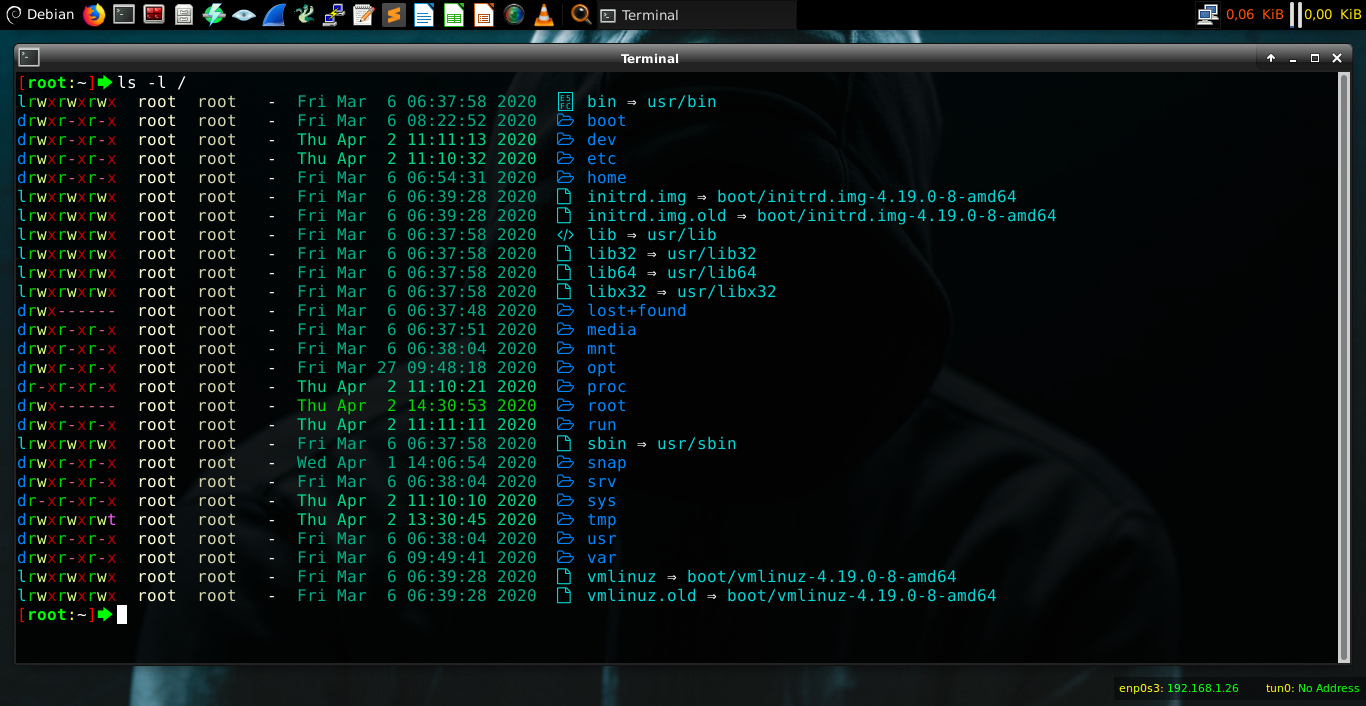 Debian Terminal 0,06 KiB 0,00 KiB
Terminal
[root:~]ls -l /
lrwxrwxrwx root root - Fri Mar 6 06:37:58 2020 bin ⇒ usr/bin
drwxr-xr-x root root - Fri Mar 6 08:22:52 2020 boot
drwxr-xr-x root root - Thu Apr 2 11:11:13 2020 dev
drwxr-xr-x root root - Thu Apr 2 11:10:32 2020 etc
drwxr-xr-x root root - Fri Mar 6 06:54:31 2020 home
lrwxrwxrwx root root - Fri Mar 6 06:39:28 2020 initrd.img ⇒ boot/initrd.img-4.19.0-8-amd64
lrwxrwxrwx root root - Fri Mar 6 06:39:28 2020 initrd.img.old ⇒ boot/initrd.img-4.19.0-8-amd64
lrwxrwxrwx root root - Fri Mar 6 06:37:58 2020 lib ⇒ usr/lib
lrwxrwxrwx root root - Fri Mar 6 06:37:58 2020 lib32 ⇒ usr/lib32
lrwxrwxrwx root root - Fri Mar 6 06:37:58 2020 lib64 ⇒ usr/lib64
lrwxrwxrwx root root - Fri Mar 6 06:37:58 2020 libx32 ⇒ usr/libx32
drwx------ root root - Fri Mar 6 06:37:48 2020 lost+found
drwxr-xr-x root root - Fri Mar 6 06:37:51 2020 media
drwxr-xr-x root root - Fri Mar 6 06:38:04 2020 mnt
drwxr-xr-x root root - Fri Mar 27 09:48:18 2020 opt
dr-xr-xr-x root root - Thu Apr 2 11:10:21 2020 proc
drwx------ root root - Thu Apr 2 14:30:53 2020 root
drwxr-xr-x root root - Thu Apr 2 11:11:11 2020 run
lrwxrwxrwx root root - Fri Mar 6 06:37:58 2020 sbin ⇒ usr/sbin
drwxr-xr-x root root - Wed Apr 1 14:06:54 2020 snap
drwxr-xr-x root root - Fri Mar 6 06:38:04 2020 srv
dr-xr-xr-x root root - Thu Apr 2 11:10:10 2020 sys
drwxrwxrwt root root - Thu Apr 2 13:30:45 2020 tmp
drwxr-xr-x root root - Fri Mar 6 06:38:04 2020 usr
drwxr-xr-x root root - Fri Mar 6 09:49:41 2020 var
lrwxrwxrwx root root - Fri Mar 6 06:39:28 2020 vmlinuz ⇒ boot/vmlinuz-4.19.0-8-amd64
lrwxrwxrwx root root - Fri Mar 6 06:39:28 2020 vmlinuz.old ⇒ boot/vmlinuz-4.19.0-8-amd64
[root:~]
enp0s3: 192.168.1.26 tun0: No Address